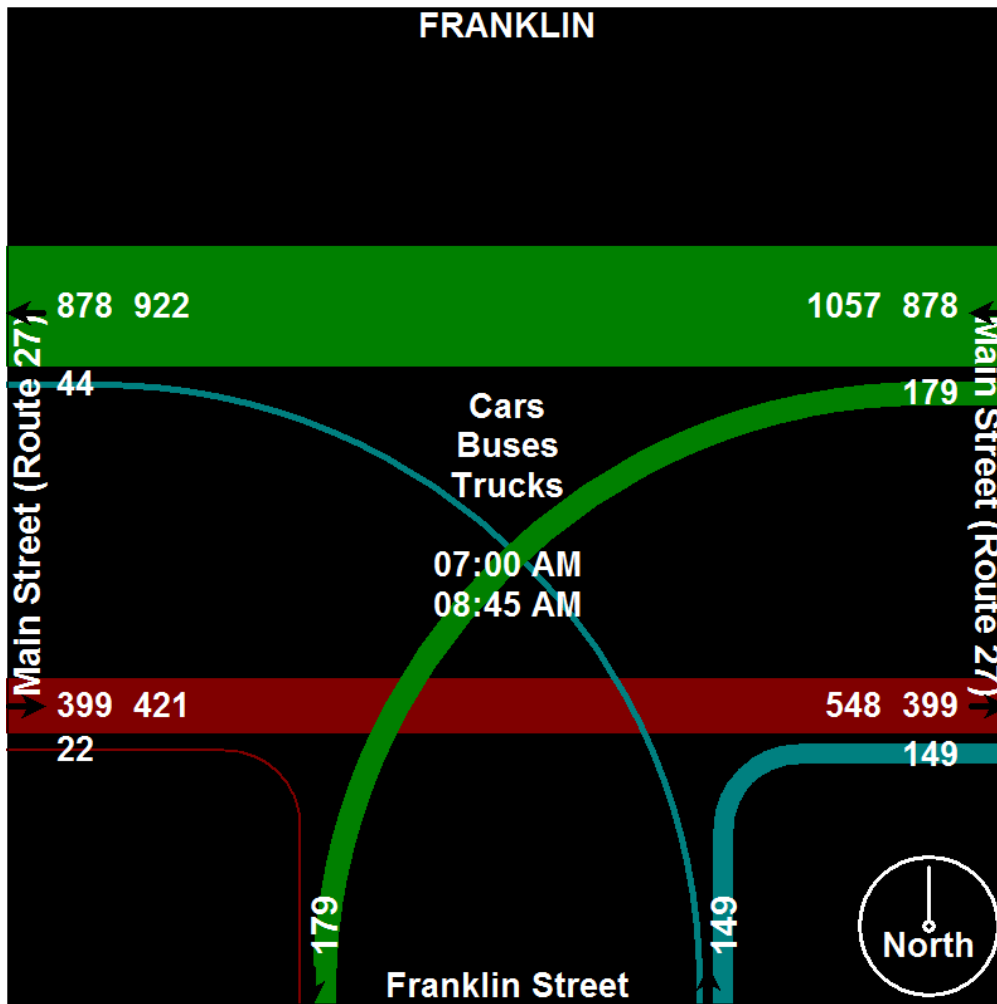 FRANKLIN
878 922
1057 878
44
179
Main Street (Route 27)
Main Street (Route 27)
Cars
Buses
Trucks
07:00 AM
08:45 AM
399 421
548 399
22
149
179
149
North
Franklin Street